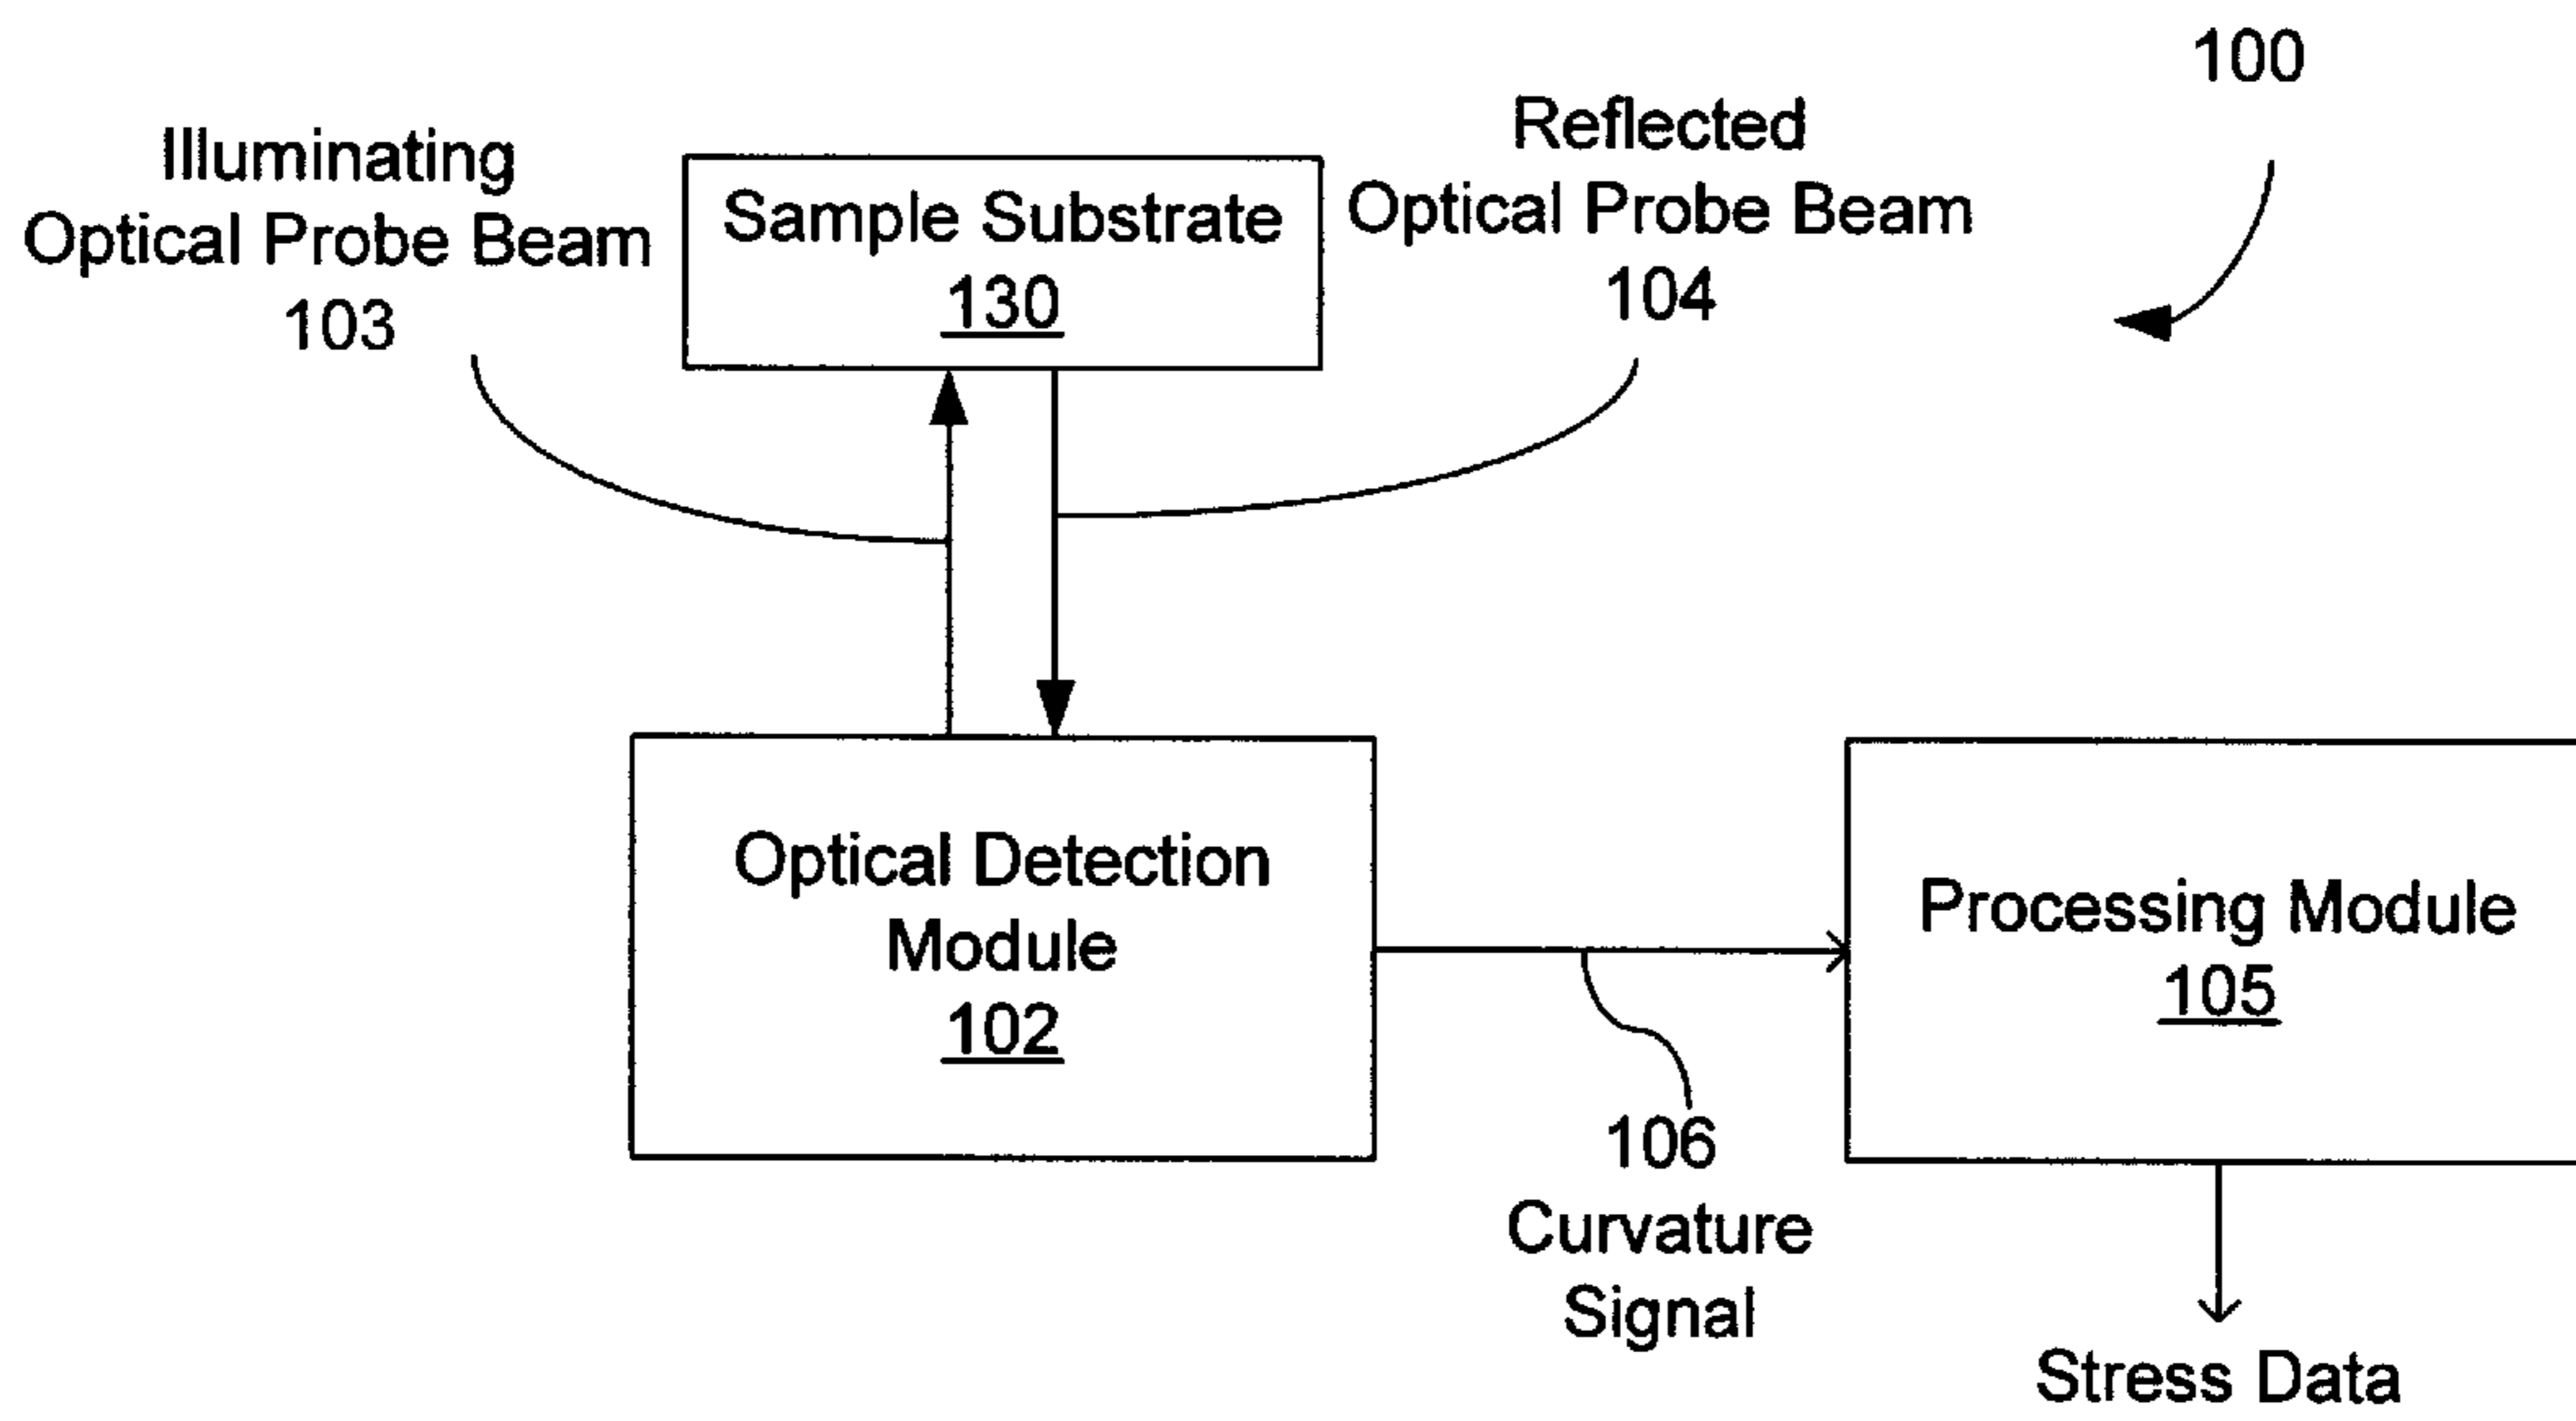 100
Illuminating
Optical Probe Beam
103
Sample Substrate
130
Reflected
Optical Probe Beam
104
Optical Detection
Module
102
Processing Module
105
106
Curvature
Signal
Stress Data